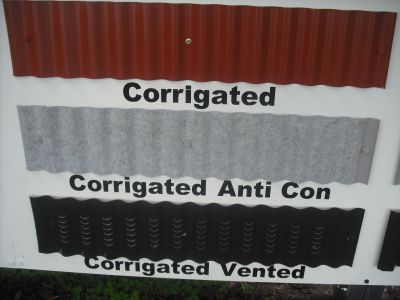 Corrigated
Corrigated Anti Con
Corrigated Vented